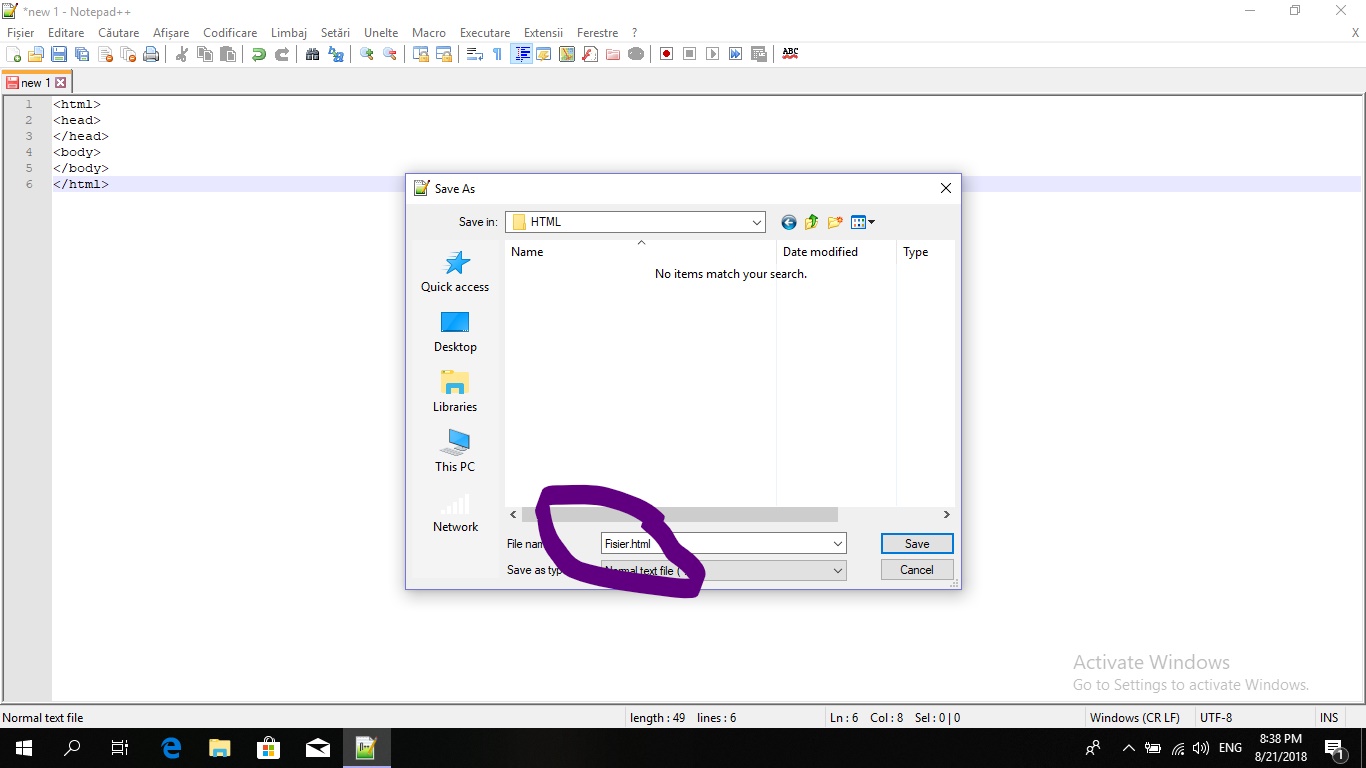 *new 1 - Notepad++
Fișier Editare Căutare Afișare Codificare Limbaj Setări Unelte Macro Executare Extensii Ferestre ? X
ABC
new 1
1 <html>
2 <head>
3 </head>
4 <body>
5 </body>
6 </html>
Save As
Save in: HTML
Name Date modified Type
No items match your search.
Quick access
Desktop
Libraries
This PC
Network
File Fisier.html Save
Save as Normal text file ( Cancel
Activate Windows
Go to Settings to activate Windows.
Normal text file length : 49 lines : 6 Ln : 6 Col : 8 Sel : 0 | 0 Windows (CR LF) UTF-8 INS
ENG
8:38 PM
8/21/2018
1